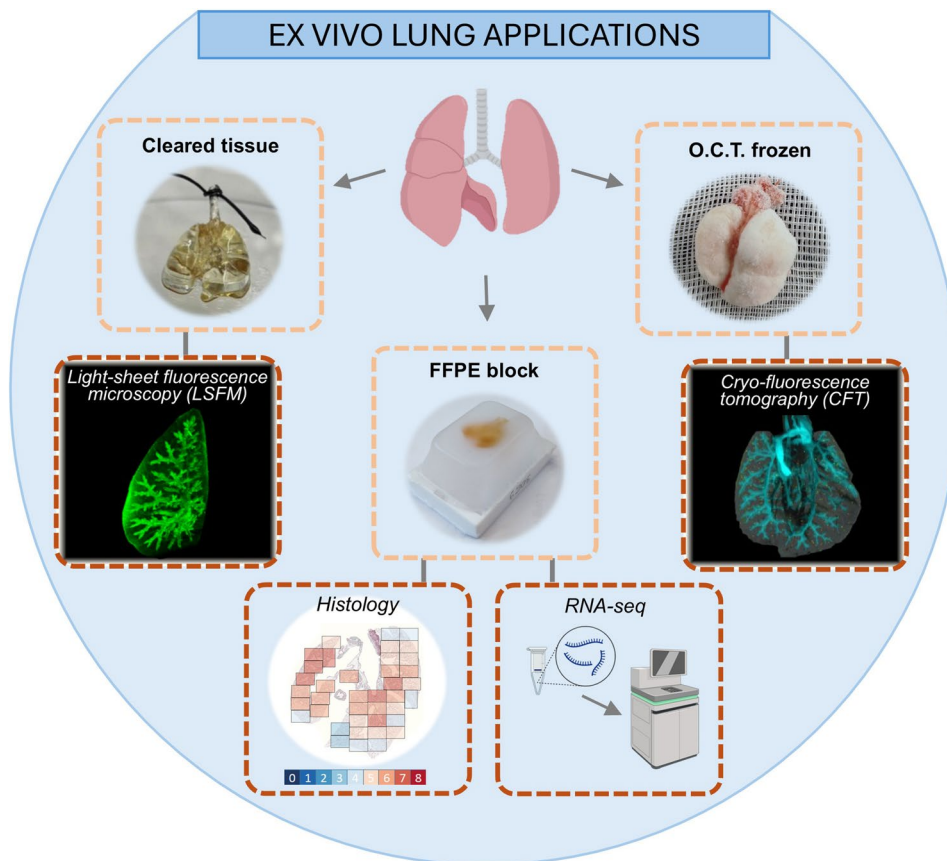 EX VIVO LUNG APPLICATIONS
Cleared tissue
O.C.T. frozen
Light-sheet fluorescence
microscopy (LSFM)
FFPE block
Cryo-fluorescence
tomography (CFT)
Histology
RNA-seq
0 1 2 3 4 5 6 7 8